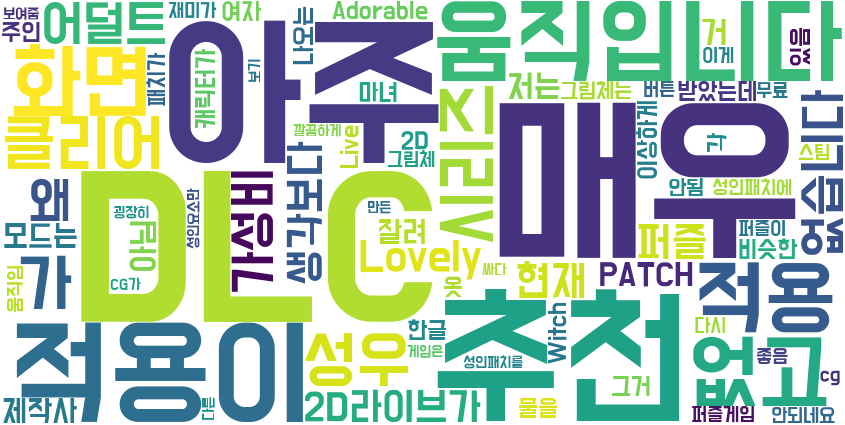 보여줌
주인
어덜트
재미가
여자
Adorable
나오는
움직입니다
거
이게
있음
화면
패치가
아주
캐릭터가
보기
마녀
저는
그림체는
버튼
받았는데
무료
클리어
깔끔하게
Live
2D
그림체
시리즈
매우
이상하게
각
스팀
안됨
성인패치에
없습니다
왜
굉장히
성인요소만
가성비
생각보다
만든
잘려
퍼즐
퍼즐이
비슷한
모드는
아님
DLC
Lovely
싸다
현재
PATCH
적용
움직임
가
CG가
옷
추천
Witch
다시
적용이
성우
한글
게임은
성인패치를
없고
좋음
cg
그거
제작사
다른
2D라이브가
물을
퍼즐게임
안되네요